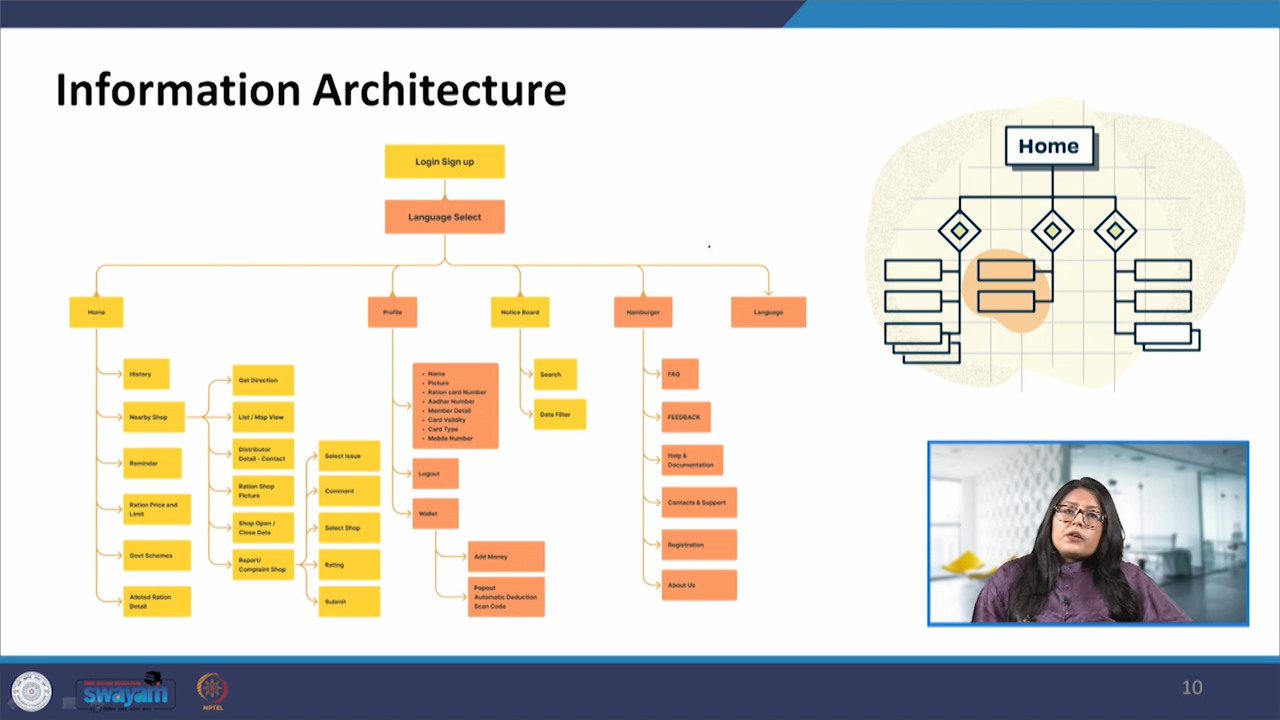 Information Architecture
Login Sign up
Language Select
Home
Profile
Notice Board
Hamburger
Language
History
Nearby Shop
Reminder
Ration Price and
Limit
Govt Schemes
Alloted Ration
Detail
Get Direction
List / Map View
Distributor
Detail - Contact
Ration Shop
Picture
Shop Open /
Close Date
Report/
Complaint Shop
Select Issue
Comment
Select Shop
Rating
Submit
• Name
• Picture
• Ration card Number
• Aadhar Number
• Member Detail
• Card Validity
• Card Type
• Mobile Number
Logout
Wallet
Add Money
Popout
Automatic Deduction
Scan Code
Search
Date Filter
FAQ
FEEDBACK
Help &
Documentation
Contacts & Support
Registration
About Us
Home
swayam
NPTEL
10